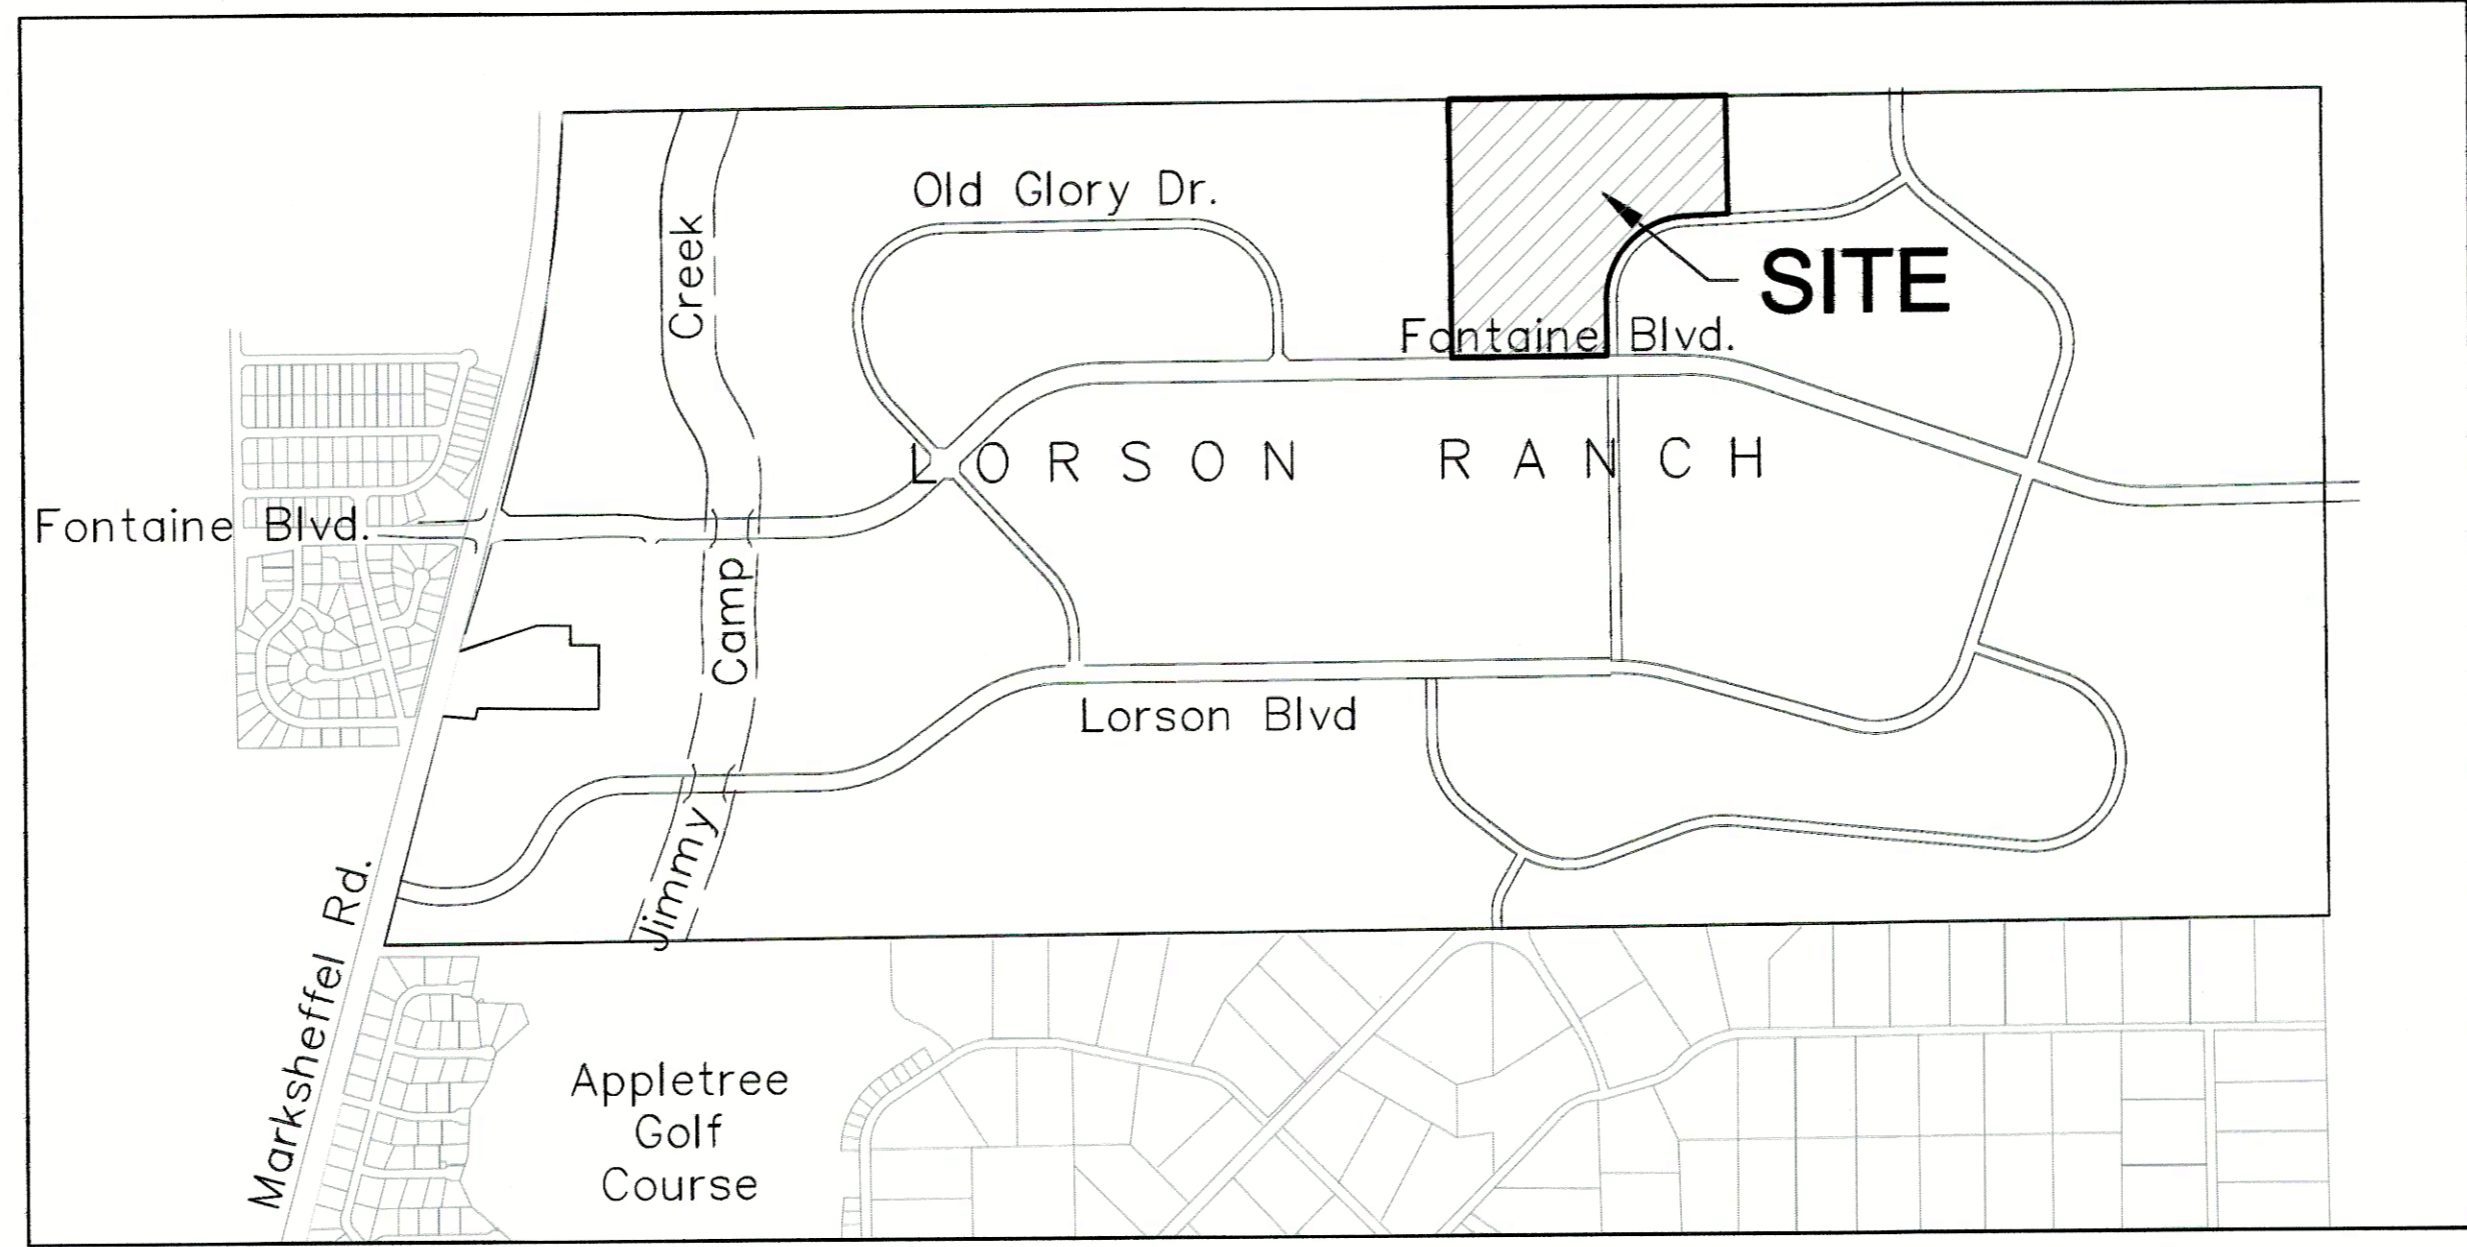 Old Glory Dr.
Creek
SITE
Fontaine Blvd.
LORSON RANCH
Fontaine Blvd.
Camp
Lorson Blvd
Jimmy
Marksheffel Rd.
Appletree
Golf
Course